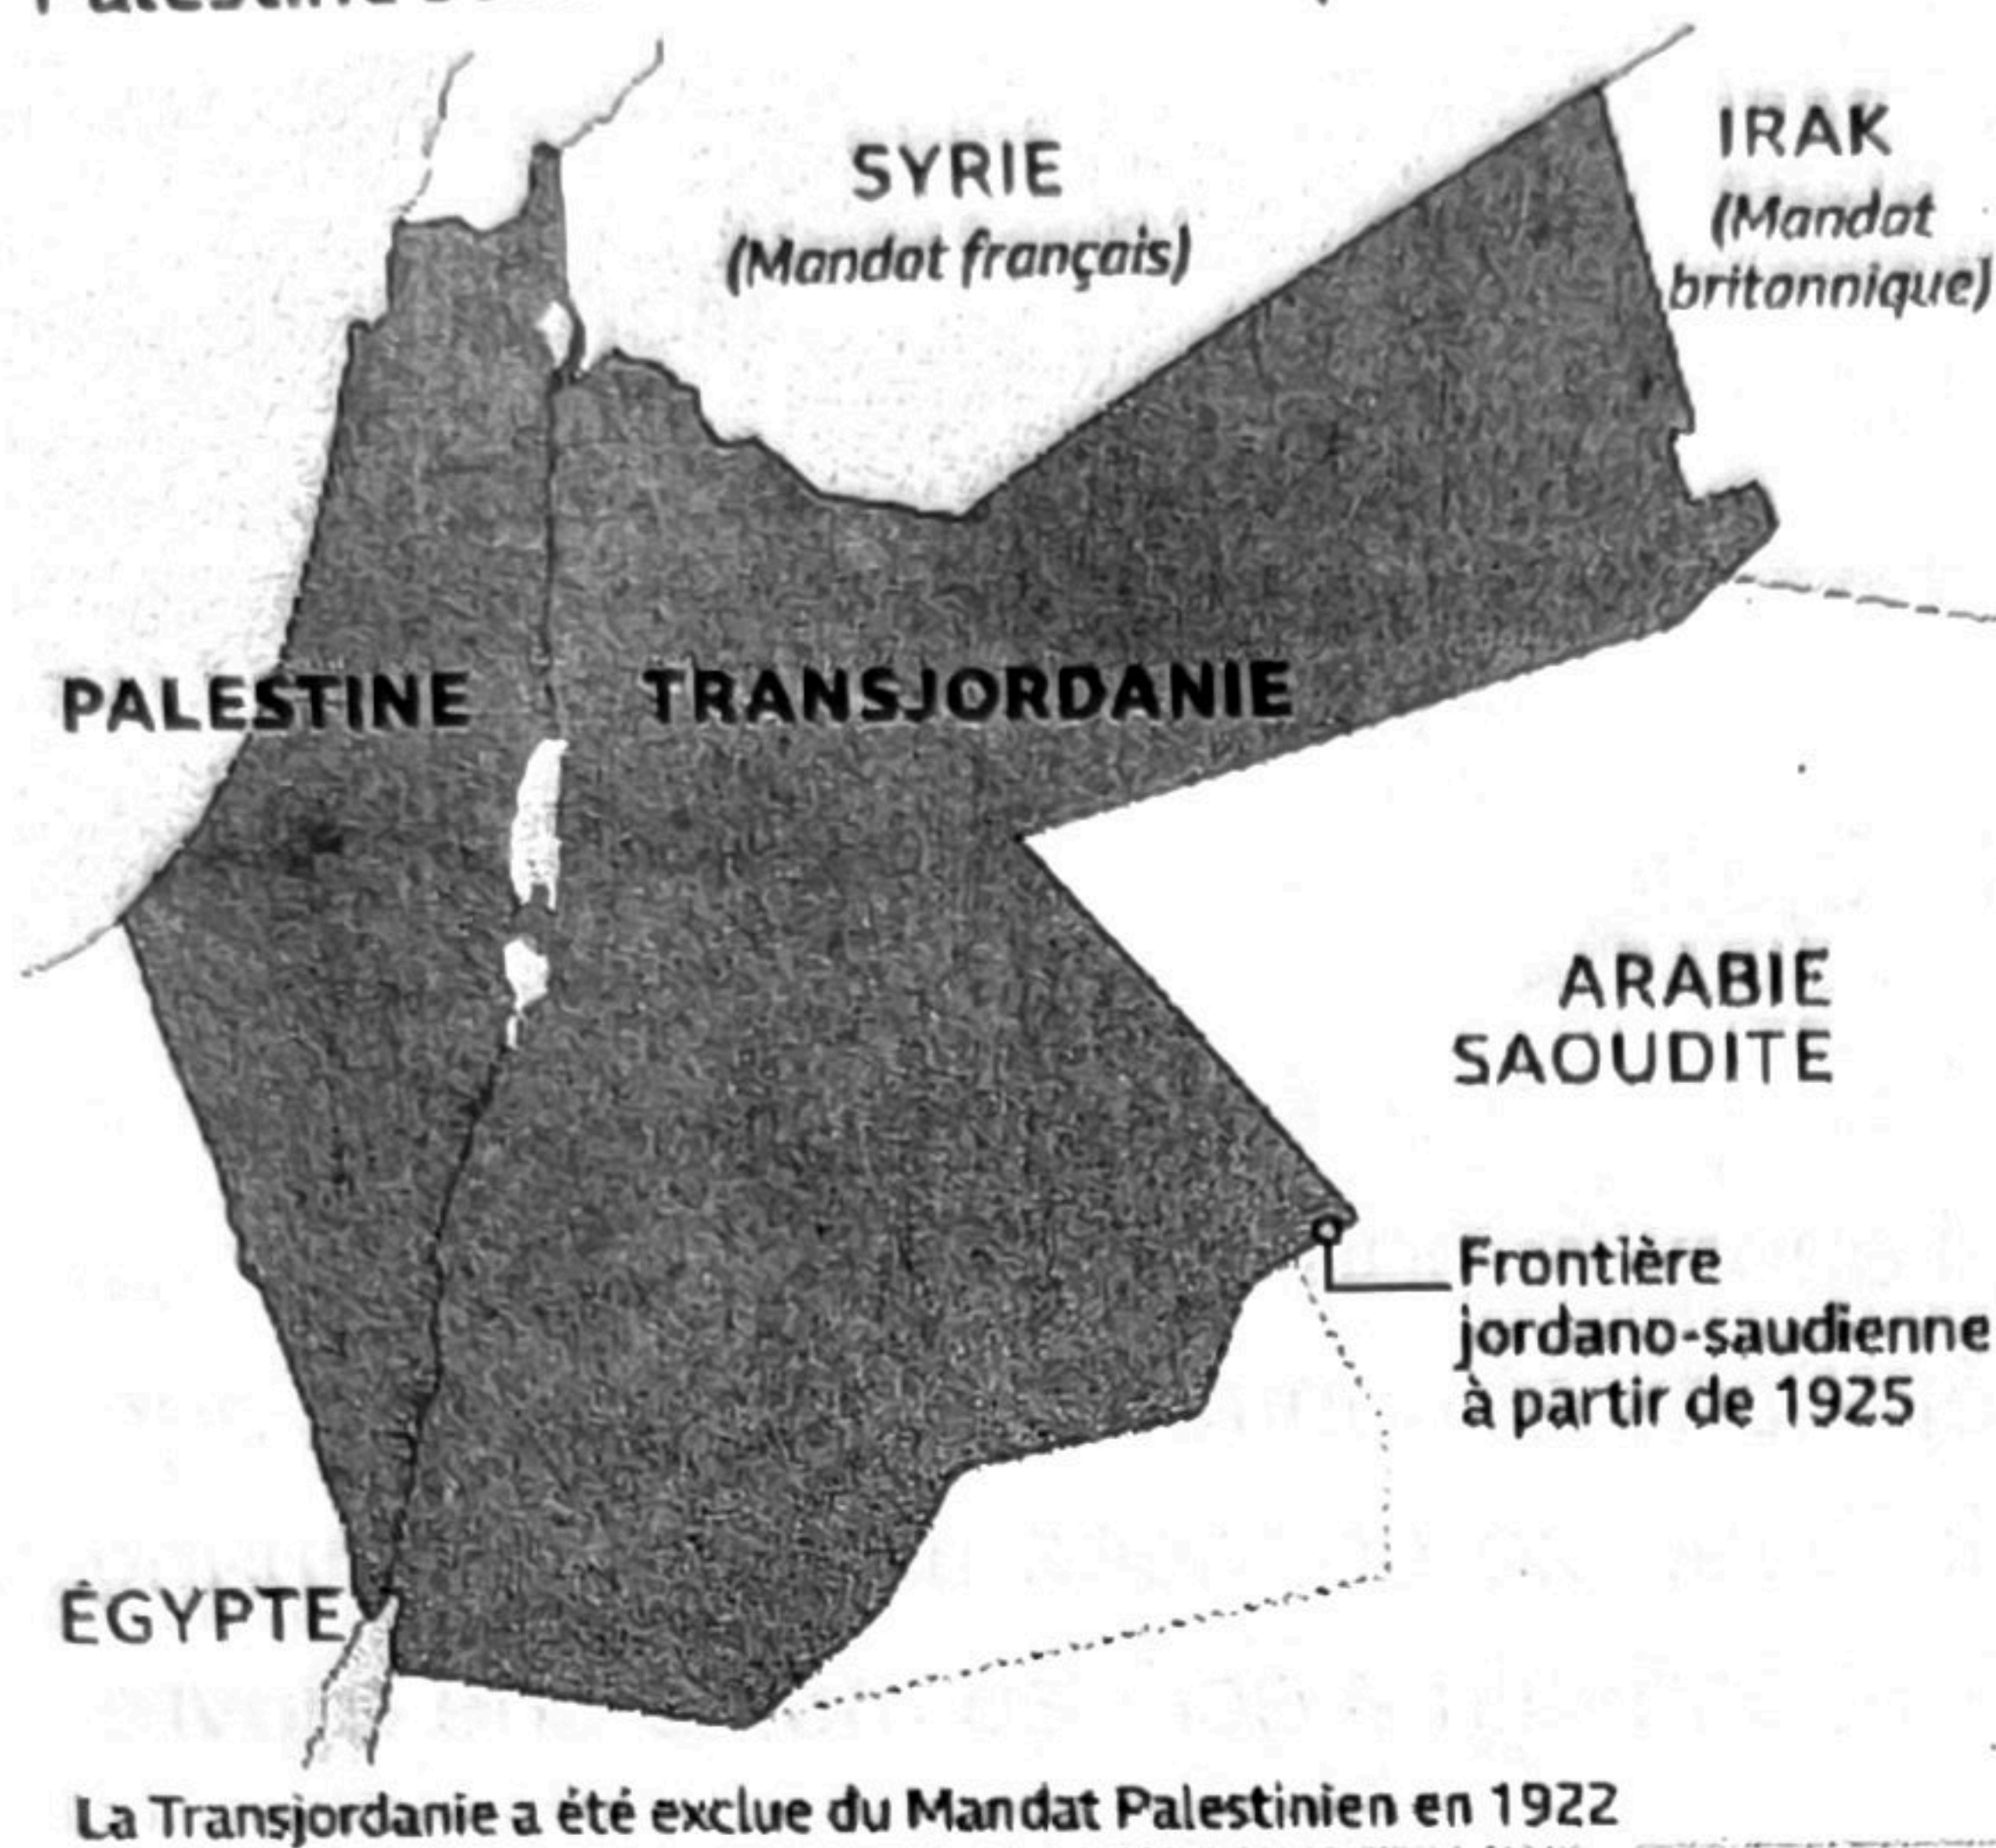 SYRIE
(Mandat français)
IRAK
(Mandat
britannique)
PALESTINE
TRANSJORDANIE
ARABIE
SAOUDITE
Frontière
jordano-saudienne
à partir de 1925
ÉGYPTE
La Transjordanie a été exclue du Mandat Palestinien en 1922